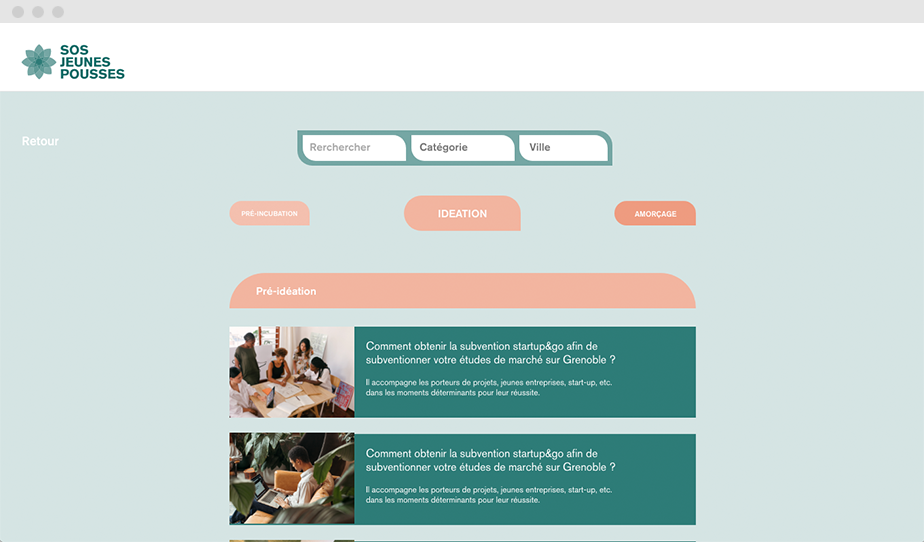 SOS
JEUNES
POUSSES
Retour
Rerchercher
Catégorie
Ville
PRÉ-INCUBATION
IDEATION
AMORÇAGE
Pré-idéation
Comment obtenir la subvention startup&go afin de
subventionner votre études de marché sur Grenoble ?
Il accompagne les porteurs de projets, jeunes entreprises, start-up, etc.
dans les moments déterminants pour leur réussite.
Comment obtenir la subvention startup&go afin de
subventionner votre études de marché sur Grenoble ?
Il accompagne les porteurs de projets, jeunes entreprises, start-up, etc.
dans les moments déterminants pour leur réussite.